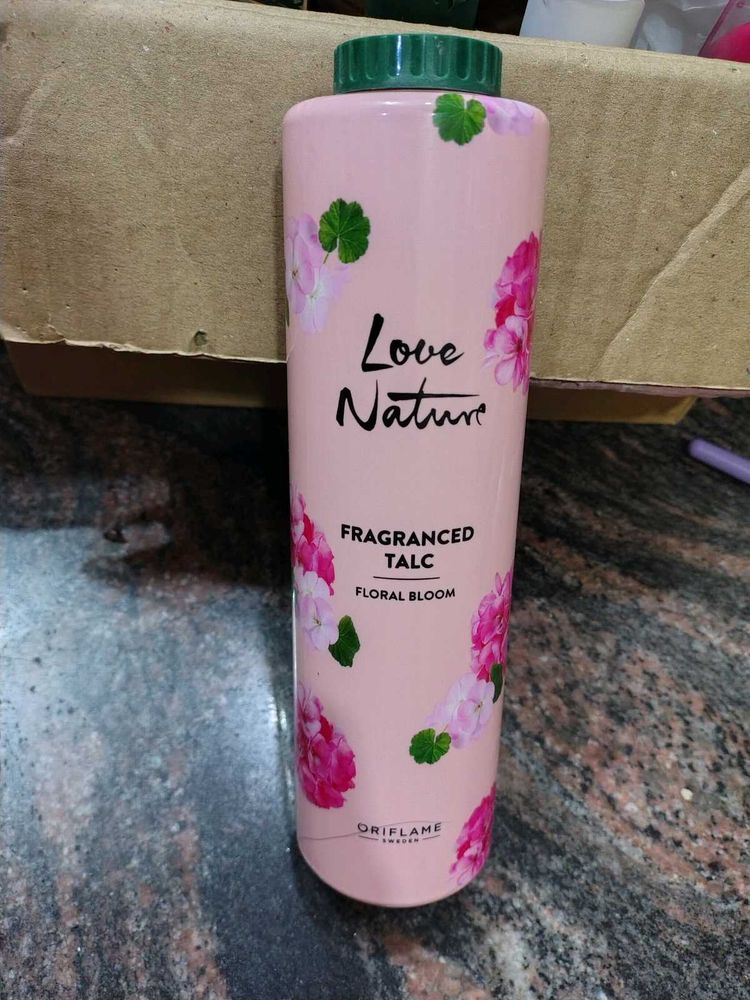 Love
Nature
FRAGRANCED
TALC
FLORAL BLOOM
ORIFLAME
SWEDEN